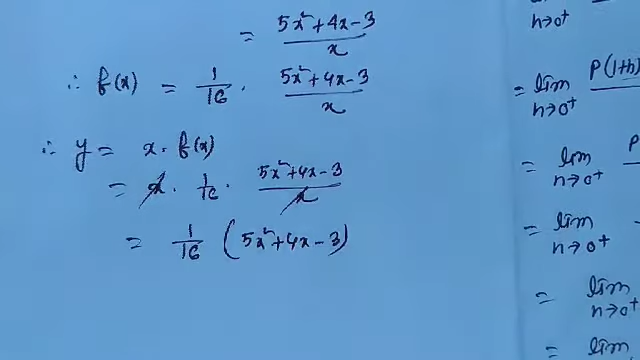 = 5x²+4x-3 / x
∴ f(x) = 1/16 · 5x²+4x-3 / x
∴ y = x · f(x)
= x · 1/16 · 5x²+4x-3 / x
= 1/16 (5x²+4x-3)
h→0⁺
= lim h→0⁺ P(1+h)
= lim h→0⁺ P
= lim h→0⁺
= lim h→0⁺
= lim